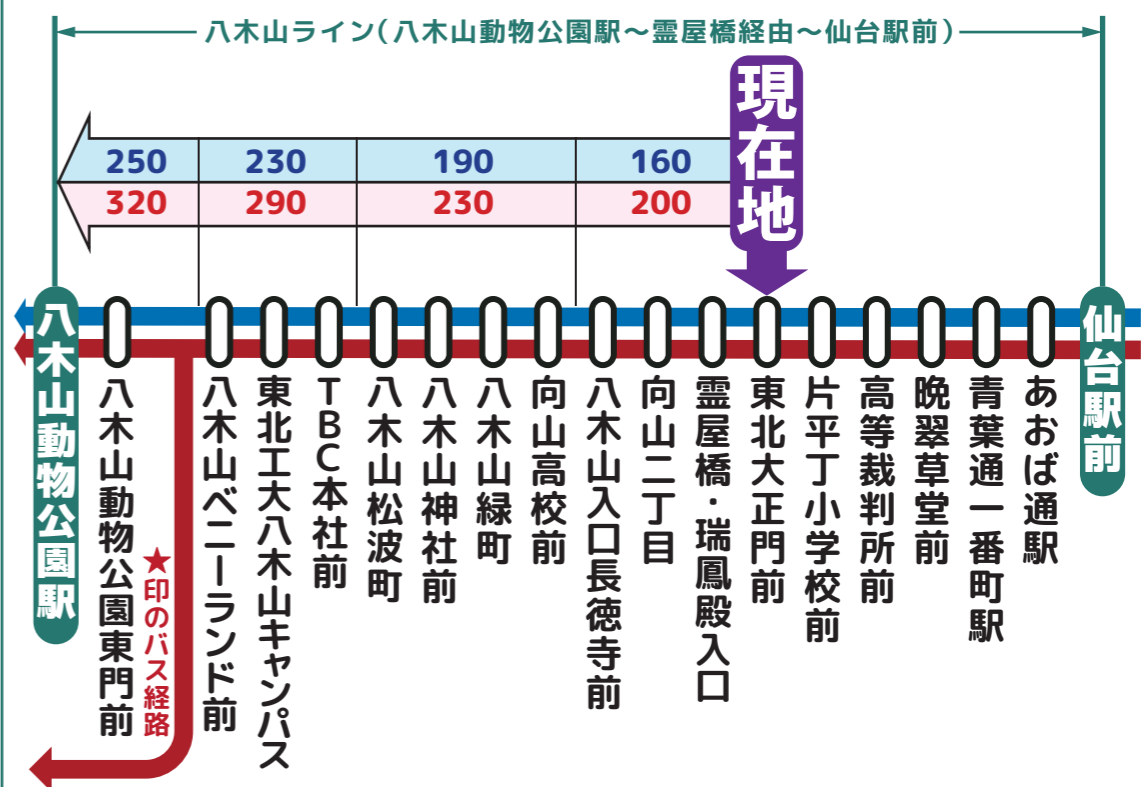 八木山ライン(八木山動物公園駅～霊屋橋経由～仙台駅前)
現在地
250 230 190 160
320 290 230 200
八木山動物公園駅
八木山動物公園東門前
★印のバス経路
八木山ベニーランド前
東北工大八木山キャンパス
TBC本社前
八木山松波町
八木山神社前
八木山緑町
向山高校前
八木山入口長徳寺前
向山二丁目
霊屋橋・瑞鳳殿入口
東北大正門前
片平丁小学校前
高等裁判所前
晩翠草堂前
青葉通一番町駅
あおば通駅
仙台駅前